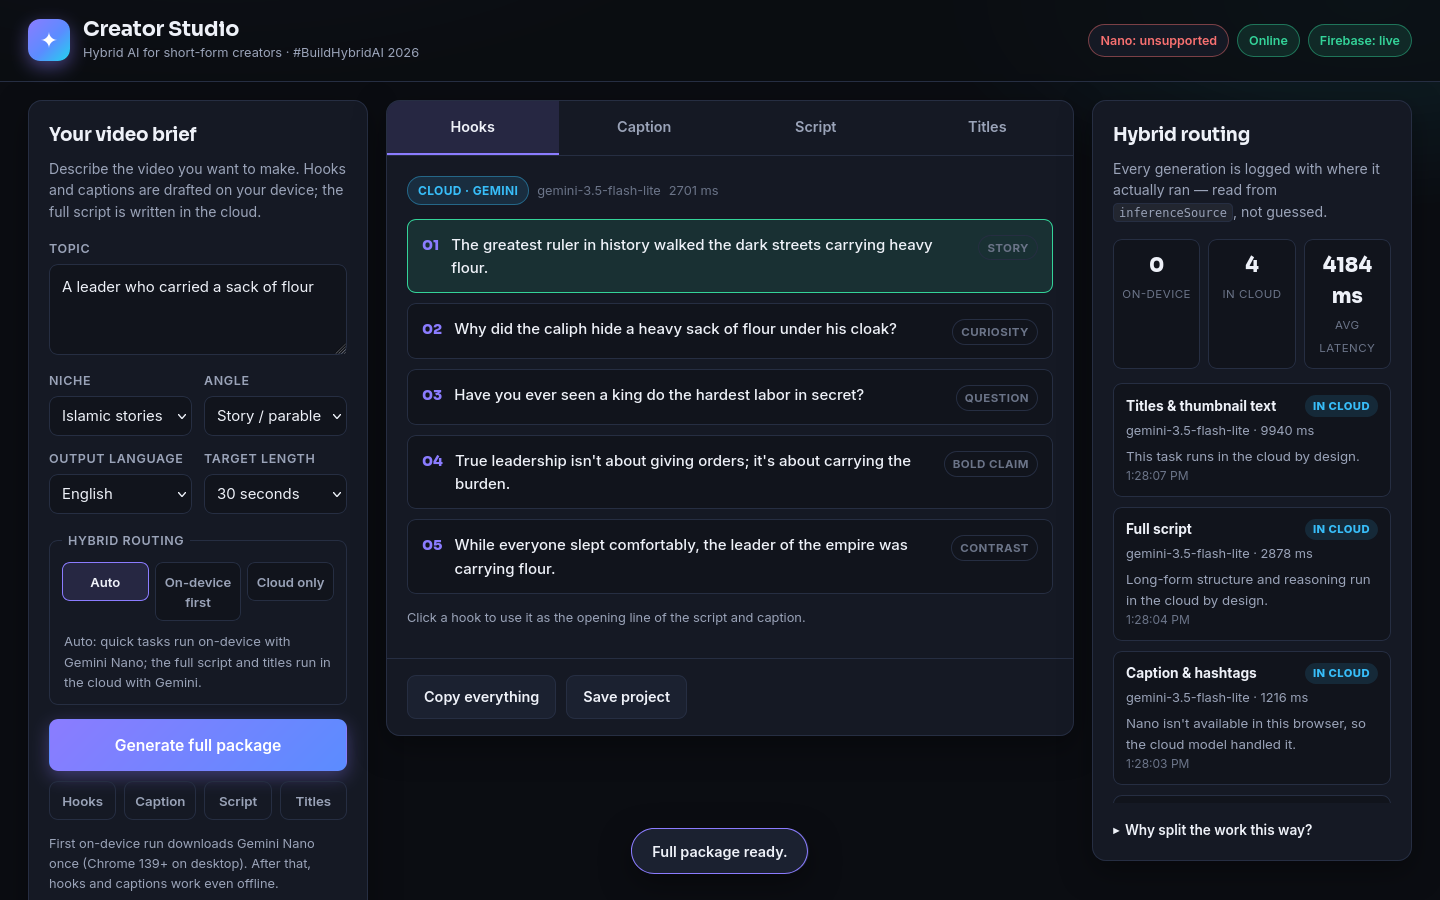 Creator Studio
Hybrid AI for short-form creators · #BuildHybridAI 2026
Nano: unsupported
Online
Firebase: live
Your video brief
Describe the video you want to make. Hooks
and captions are drafted on your device; the
full script is written in the cloud.
TOPIC
A leader who carried a sack of flour
NICHE
ANGLE
Islamic stories
Story / parable
OUTPUT LANGUAGE
TARGET LENGTH
English
30 seconds
HYBRID ROUTING
Auto
On-device
first
Cloud only
Auto: quick tasks run on-device with
Gemini Nano; the full script and titles run in
the cloud with Gemini.
Generate full package
Hooks
Caption
Script
Titles
First on-device run downloads Gemini Nano
once (Chrome 139+ on desktop). After that,
hooks and captions work even offline.
Hooks
Caption
Script
Titles
CLOUD · GEMINI
gemini-3.5-flash-lite 2701 ms
01 The greatest ruler in history walked the dark streets carrying heavy
flour.
STORY
02 Why did the caliph hide a heavy sack of flour under his cloak?
CURIOSITY
03 Have you ever seen a king do the hardest labor in secret?
QUESTION
04 True leadership isn't about giving orders; it's about carrying the
burden.
BOLD CLAIM
05 While everyone slept comfortably, the leader of the empire was
carrying flour.
CONTRAST
Click a hook to use it as the opening line of the script and caption.
Copy everything
Save project
Full package ready.
Hybrid routing
Every generation is logged with where it
actually ran — read from
inferenceSource, not guessed.
0
ON-DEVICE
4
IN CLOUD
4184
ms
AVG
LATENCY
Titles & thumbnail text
IN CLOUD
gemini-3.5-flash-lite · 9940 ms
This task runs in the cloud by design.
1:28:07 PM
Full script
IN CLOUD
gemini-3.5-flash-lite · 2878 ms
Long-form structure and reasoning run
in the cloud by design.
1:28:04 PM
Caption & hashtags
IN CLOUD
gemini-3.5-flash-lite · 1216 ms
Nano isn't available in this browser, so
the cloud model handled it.
1:28:03 PM
▸ Why split the work this way?